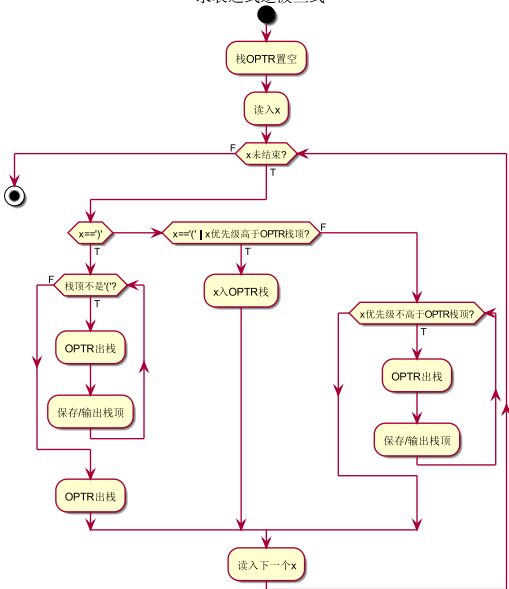 栈OPTR置空
读入x
F
x未结束?
T
x==')'
x=='(' | x优先级高于OPTR栈顶?
F
T
T
F
栈顶不是'('?
T
x入OPTR栈
x优先级不高于OPTR栈顶?
T
OPTR出栈
OPTR出栈
保存/输出栈顶
保存/输出栈顶
OPTR出栈
读入下一个x